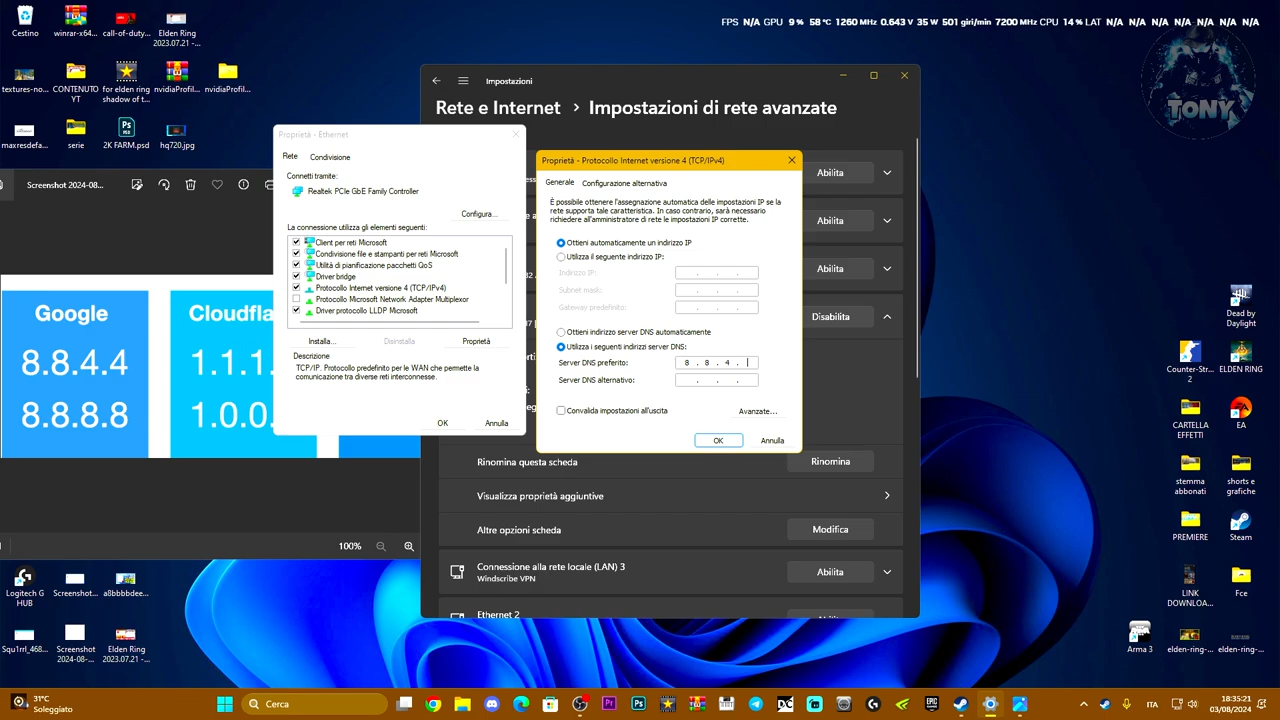 FPS N/A GPU 9 % 58 °C 1260 MHz 0.643 V 35 W 501 giri/min 7200 MHz CPU 14 % LAT N/A N/A N/A N/A N/A N/A N/A
Cestino
winrar-x64...
call-of-duty...
Elden Ring
2023.07.21 -...
textures-no...
CONTENUTO
YT
for elden ring
shadow of t...
nvidiaProfil...
nvidiaProfil...
maxresdefa...
serie
2K FARM.psd
hq720.jpg
TONY
Impostazioni
Rete e Internet > Impostazioni di rete avanzate
Abilita
Abilita
Abilita
Disabilita
Rinomina questa scheda
Rinomina
Visualizza proprietà aggiuntive
Altre opzioni scheda
Modifica
Connessione alla rete locale (LAN) 3
Windscribe VPN
Abilita
Ethernet 2
Screenshot 2024-08...
Google
8.8.4.4
8.8.8.8
Cloudfla
1.1.1.
1.0.0.
100%
Proprietà - Ethernet
Rete
Condivisione
Connetti tramite:
Realtek PCIe GbE Family Controller
Configura...
La connessione utilizza gli elementi seguenti:
Client per reti Microsoft
Condivisione file e stampanti per reti Microsoft
Utilità di pianificazione pacchetti QoS
Driver bridge
Protocollo Internet versione 4 (TCP/IPv4)
Protocollo Microsoft Network Adapter Multiplexor
Driver protocollo LLDP Microsoft
Installa...
Disinstalla
Proprietà
Descrizione
TCP/IP. Protocollo predefinito per le WAN che permette la
comunicazione tra diverse reti interconnesse.
OK
Annulla
Proprietà - Protocollo Internet versione 4 (TCP/IPv4)
Generale
Configurazione alternativa
È possibile ottenere l'assegnazione automatica delle impostazioni IP se la
rete supporta tale caratteristica. In caso contrario, sarà necessario
richiedere all'amministratore di rete le impostazioni IP corrette.
Ottieni automaticamente un indirizzo IP
Utilizza il seguente indirizzo IP:
Indirizzo IP:
Subnet mask:
Gateway predefinito:
Ottieni indirizzo server DNS automaticamente
Utilizza i seguenti indirizzi server DNS:
Server DNS preferito:
8 . 8 . 4 .
Server DNS alternativo:
Convalida impostazioni all'uscita
Avanzate...
OK
Annulla
Dead by
Daylight
Counter-Str...
2
ELDEN RING
CARTELLA
EFFETTI
EA
stemma
abbonati
shorts e
grafiche
PREMIERE
Steam
LINK
DOWNLOA...
Fce
Arma 3
elden-ring-...
elden-ring-...
Logitech G
HUB
Screenshot...
a8bbbbdee...
Squ1rrl_468...
Screenshot
2024-08-...
Elden Ring
2023.07.21 -...
31°C
Soleggiato
Cerca
ITA
18:35:21
03/08/2024